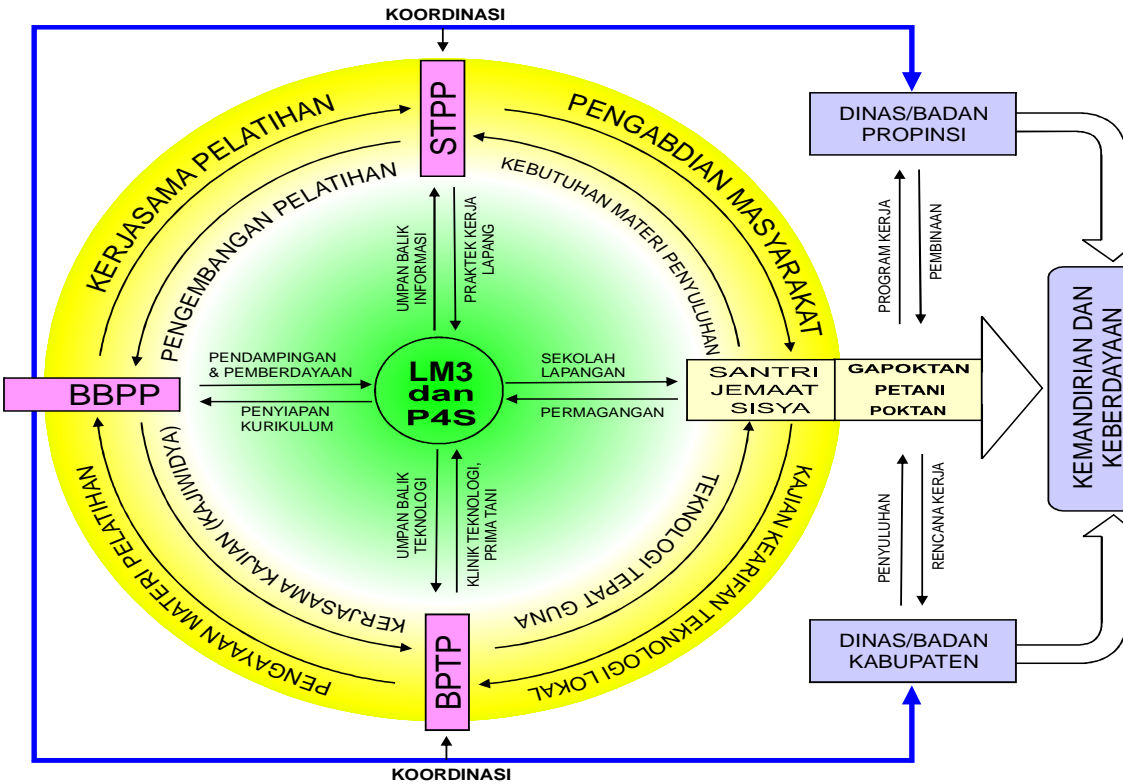 KOORDINASI
STPP
KERJASAMA PELATIHAN
PENGABDIAN MASYARAKAT
PENGEMBANGAN PELATIHAN
KEBUTUHAN MATERI PENYULUHAN
UMPAN BALIK
INFORMASI
PRAKTEK KERJA
LAPANG
DINAS/BADAN
PROPINSI
PROGRAM KERJA
PEMBINAAN
BBPP
PENDAMPINGAN
& PEMBERDAYAAN
PENYIAPAN
KURIKULUM
LM3
dan
P4S
SEKOLAH
LAPANGAN
PERMAGANGAN
SANTRI
JEMAAT
SISYA
GAPOKTAN
PETANI
POKTAN
KEMANDIRIAN DAN
KEBERDAYAAN
UMPAN BALIK
TEKNOLOGI
KLINIK TEKNOLOGI,
PRIMA TANI
KERJASAMA KAJIAN (KAJIWIDYA)
TEKNOLOGI TEPAT GUNA
PENGAYAAN MATERI PELATIHAN
KAJIAN KEARIFAN TEKNOLOGI LOKAL
PENYULUHAN
RENCANA KERJA
BPTP
DINAS/BADAN
KABUPATEN
KOORDINASI